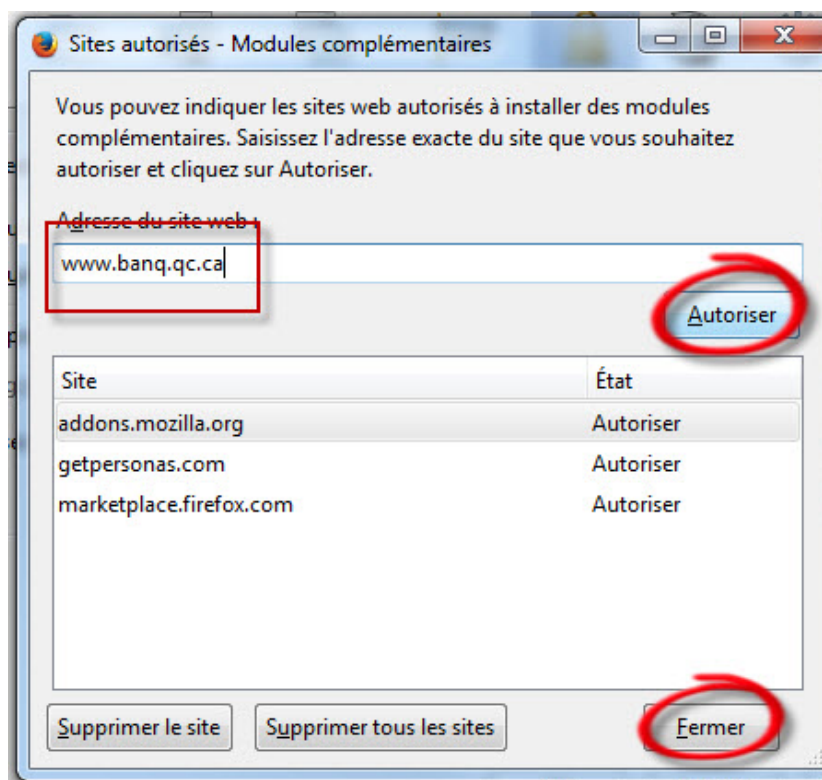 Sites autorisés - Modules complémentaires
Vous pouvez indiquer les sites web autorisés à installer des modules
complémentaires. Saisissez l'adresse exacte du site que vous souhaitez
autoriser et cliquez sur Autoriser.
Adresse du site web :
www.banq.qc.ca
Autoriser
Site État
addons.mozilla.org Autoriser
getpersonas.com Autoriser
marketplace.firefox.com Autoriser
Supprimer le site Supprimer tous les sites Fermer